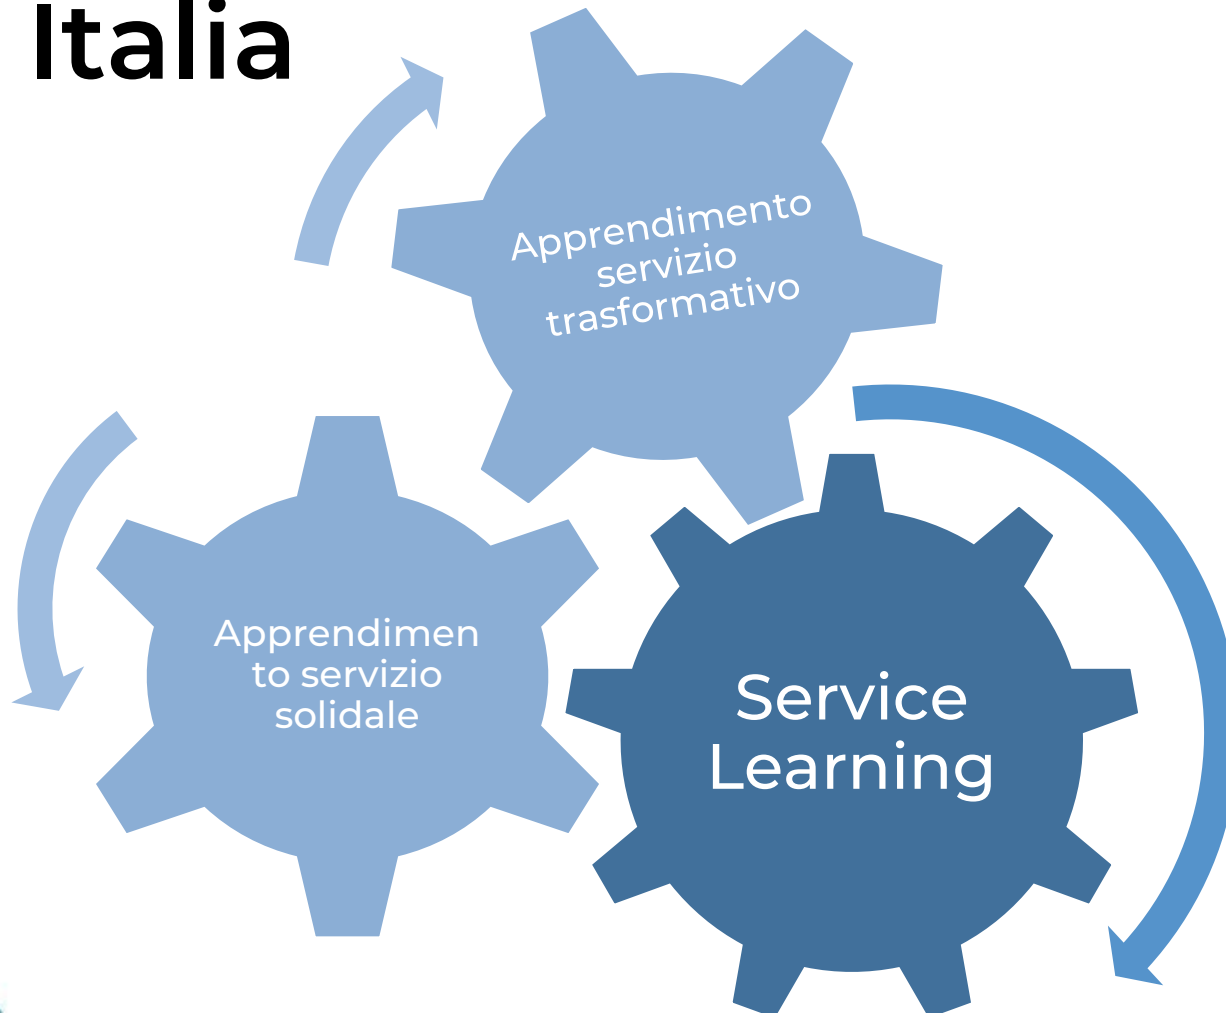 Italia
Apprendimento
servizio
trasformativo
Apprendimen
to servizio
solidale
Service
Learning